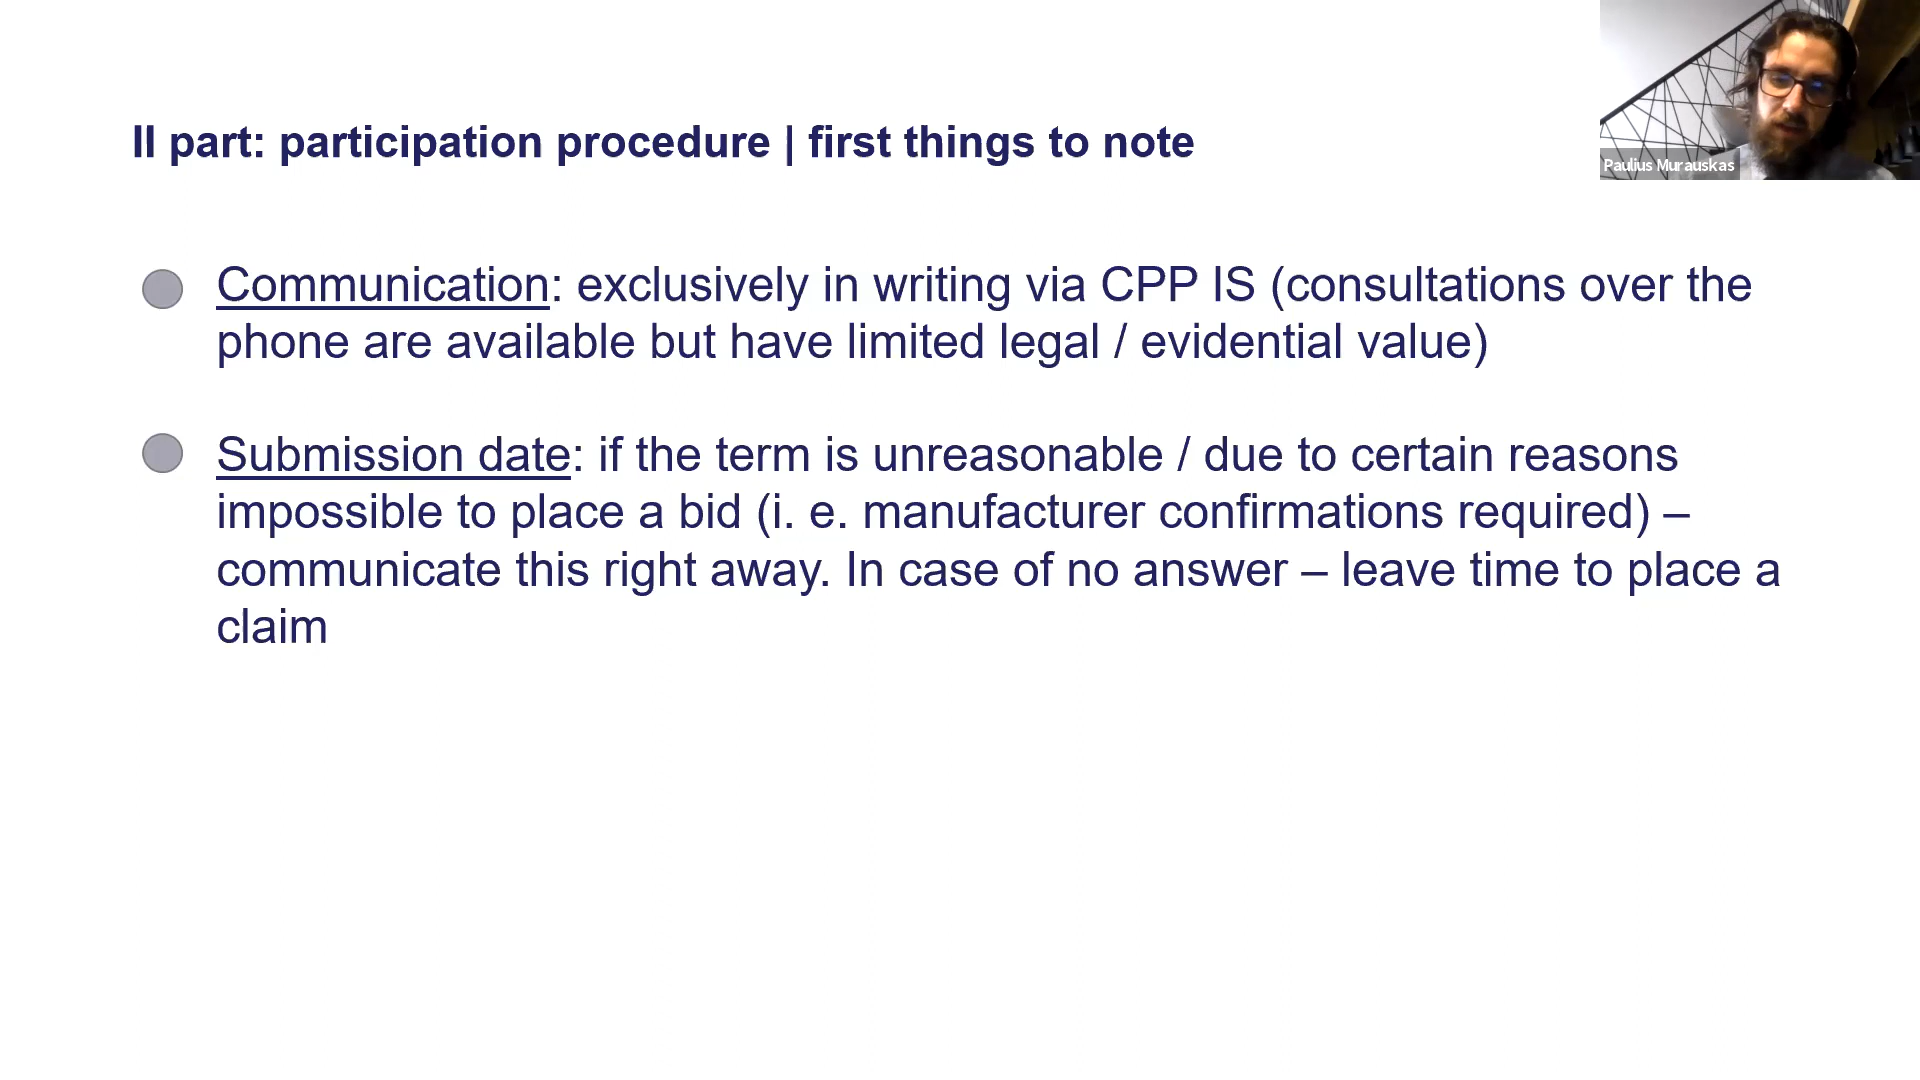 II part: participation procedure | first things to note
Paulius Murauskas
Communication: exclusively in writing via CPP IS (consultations over the
phone are available but have limited legal / evidential value)
Submission date: if the term is unreasonable / due to certain reasons
impossible to place a bid (i. e. manufacturer confirmations required) –
communicate this right away. In case of no answer – leave time to place a
claim